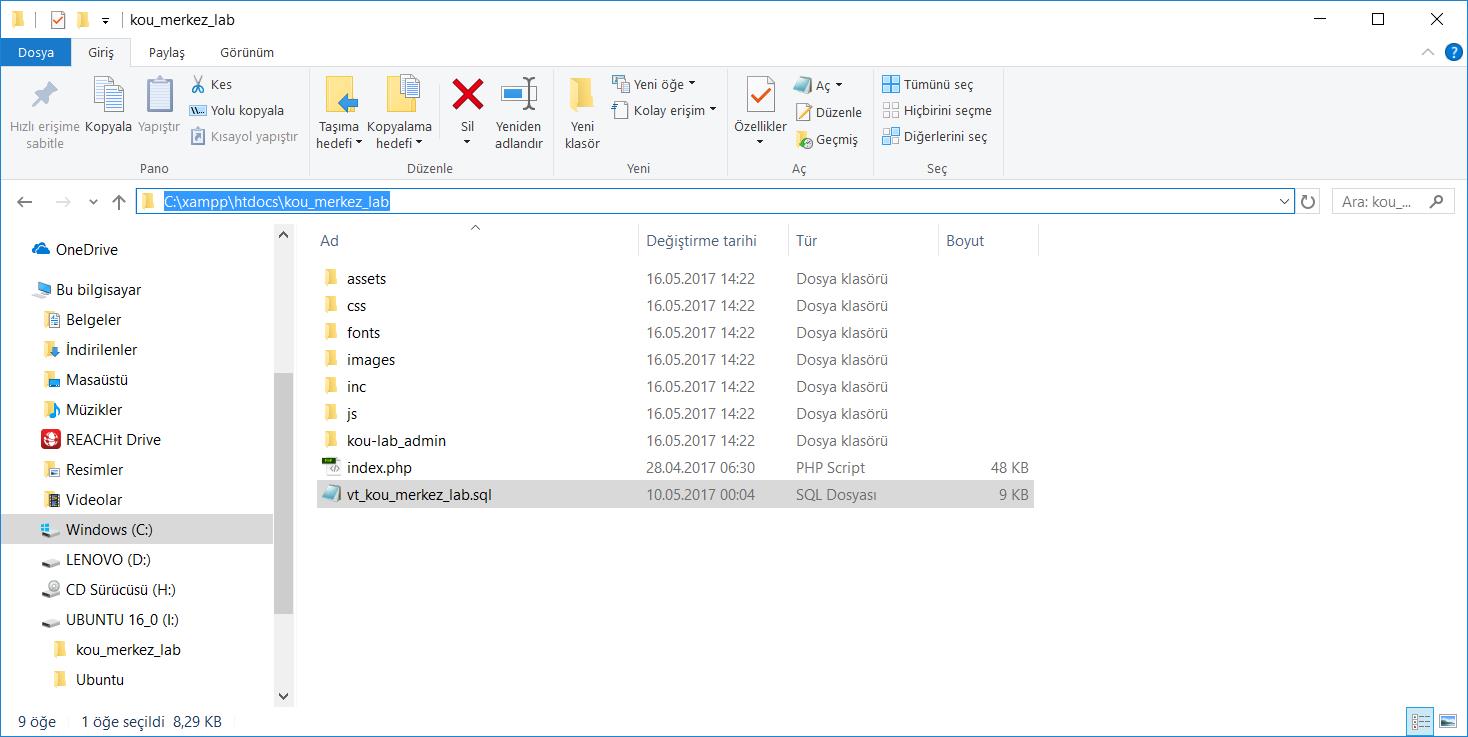 kou_merkez_lab
Dosya Giriş Paylaş Görünüm
Hızlı erişime sabitle
Kopyala
Yapıştır
Kes
Yolu kopyala
Kısayol yapıştır
Pano
Taşıma hedefi
Kopyalama hedefi
Sil
Yeniden adlandır
Düzenle
Yeni klasör
Yeni öğe
Kolay erişim
Yeni
Özellikler
Aç
Düzenle
Geçmiş
Aç
Tümünü seç
Hiçbirini seçme
Diğerlerini seç
Seç
C:\xampp\htdocs\kou_merkez_lab
Ara: kou_...
OneDrive
Bu bilgisayar
Belgeler
İndirilenler
Masaüstü
Müzikler
REACHit Drive
Resimler
Videolar
Windows (C:)
LENOVO (D:)
CD Sürücüsü (H:)
UBUNTU 16_0 (I:)
kou_merkez_lab
Ubuntu
Ad Değiştirme tarihi Tür Boyut
assets 16.05.2017 14:22 Dosya klasörü
css 16.05.2017 14:22 Dosya klasörü
fonts 16.05.2017 14:22 Dosya klasörü
images 16.05.2017 14:22 Dosya klasörü
inc 16.05.2017 14:22 Dosya klasörü
js 16.05.2017 14:22 Dosya klasörü
kou-lab_admin 16.05.2017 14:22 Dosya klasörü
index.php 28.04.2017 06:30 PHP Script 48 KB
vt_kou_merkez_lab.sql 10.05.2017 00:04 SQL Dosyası 9 KB
9 öğe 1 öğe seçildi 8,29 KB